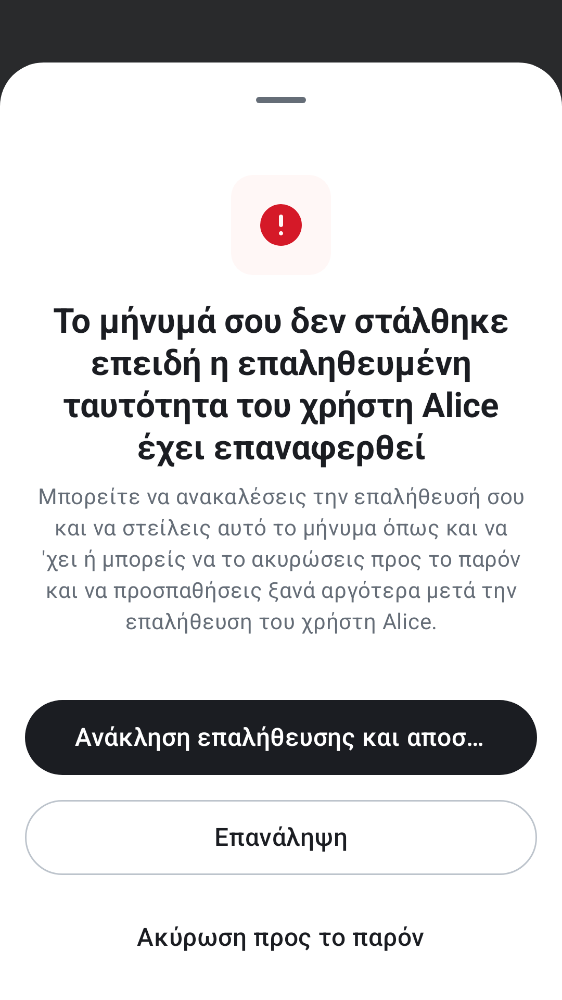 Το μήνυμά σου δεν στάλθηκε
επειδή η επαληθευμένη
ταυτότητα του χρήστη Alice
έχει επαναφερθεί
Μπορείτε να ανακαλέσεις την επαλήθευσή σου
και να στείλεις αυτό το μήνυμα όπως και να
'χει ή μπορείς να το ακυρώσεις προς το παρόν
και να προσπαθήσεις ξανά αργότερα μετά την
επαλήθευση του χρήστη Alice.
Ανάκληση επαλήθευσης και αποσ...
Επανάληψη
Ακύρωση προς το παρόν